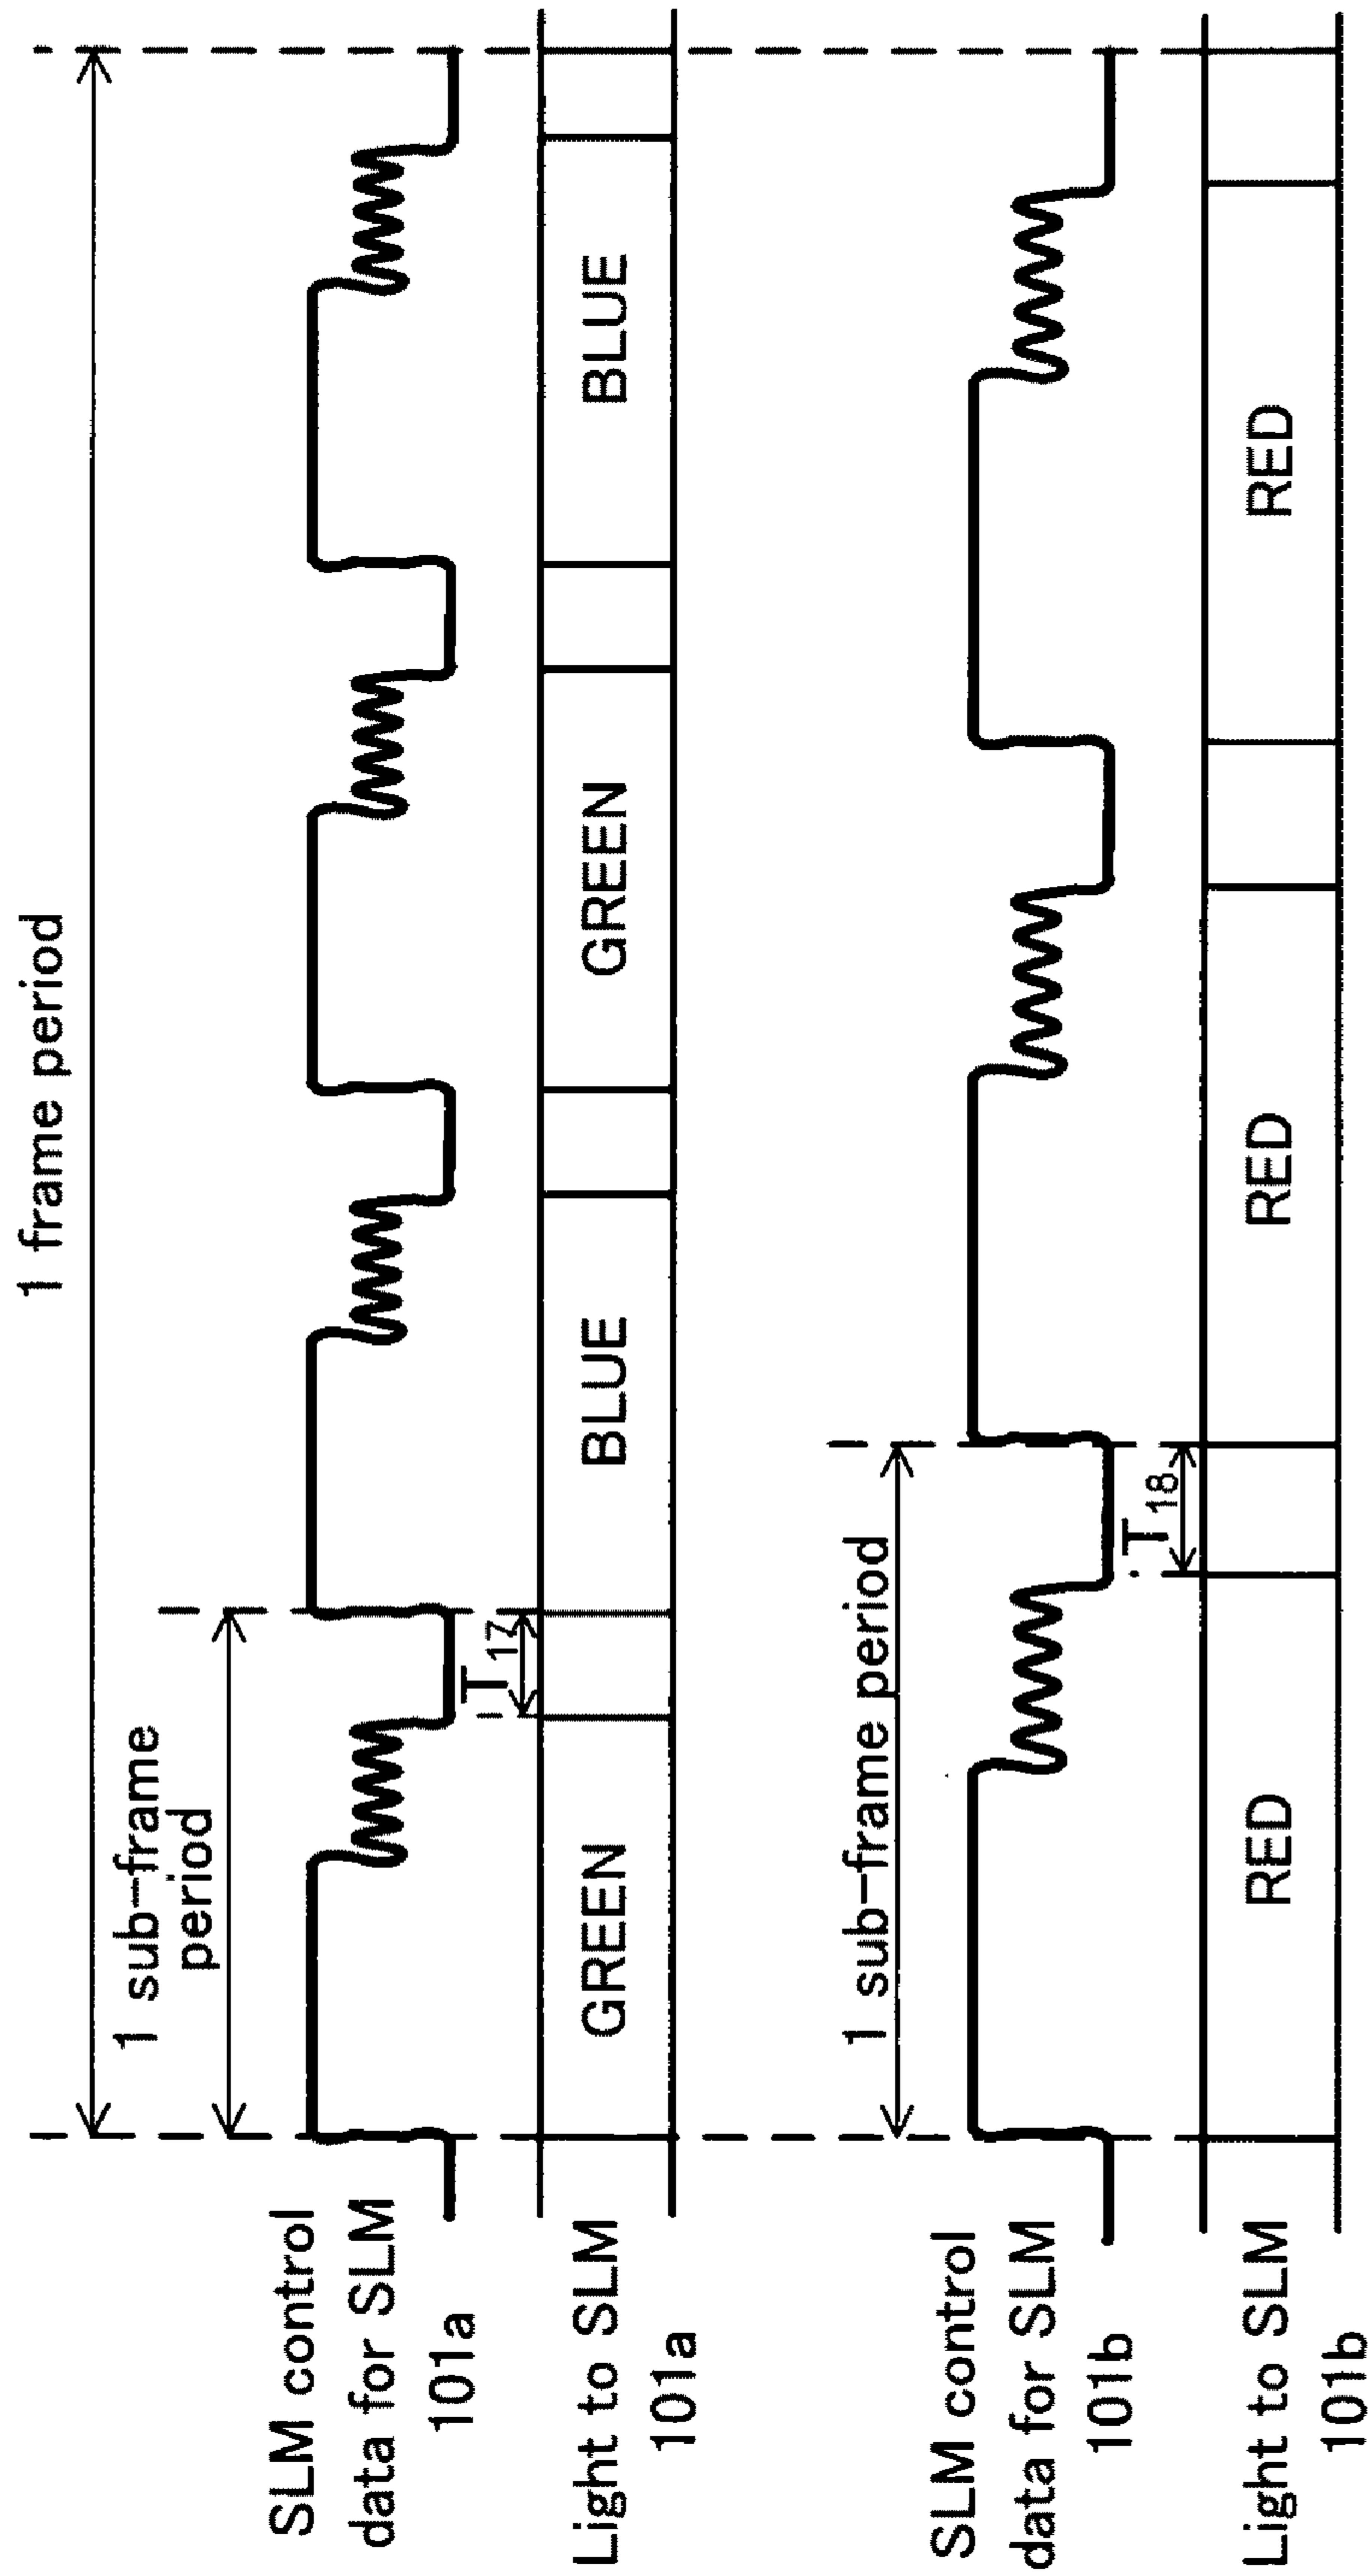 1 frame period
1 sub-frame
period
SLM control
data for SLM
101a
T17
Light to SLM
101a
GREEN
BLUE
GREEN
BLUE
1 sub-frame period
SLM control
data for SLM
101b
T18
Light to SLM
101b
RED
RED
RED